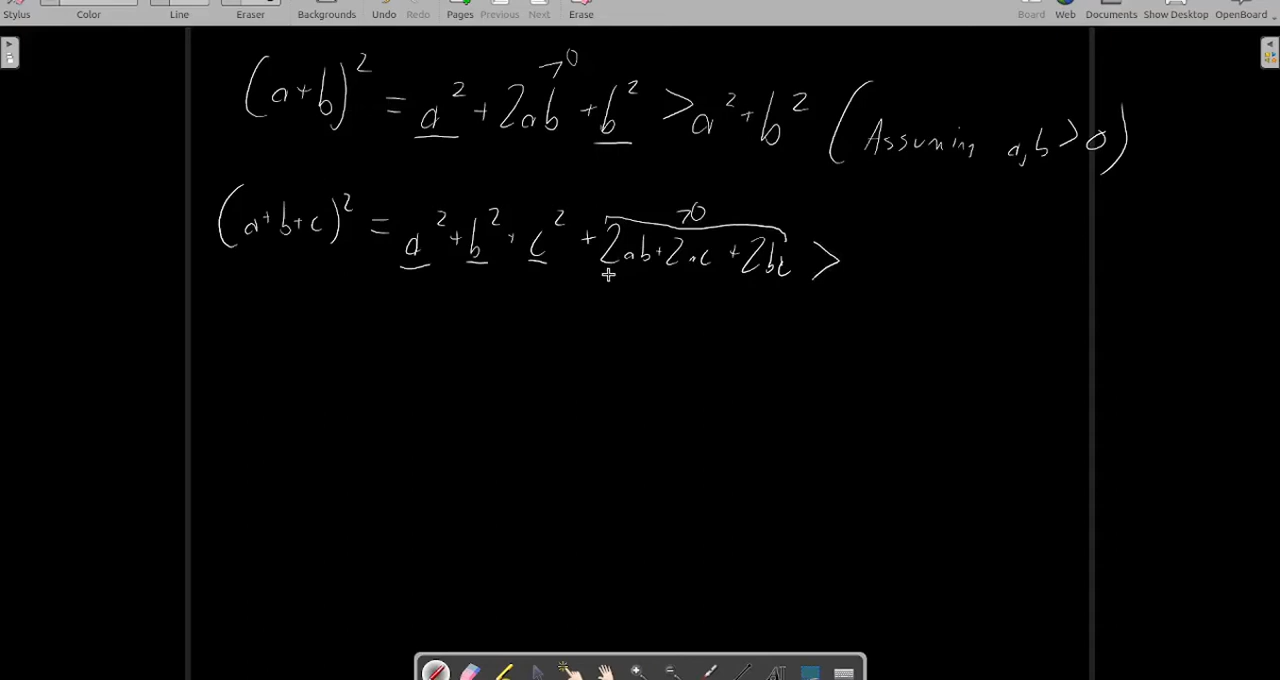 Stylus Color Line Eraser Backgrounds Undo Redo Pages Previous Next Erase Board Web Documents Show Desktop OpenBoard
(a+b)² = a² + 2ab + b² > a² + b² (Assuming a,b > 0)
>0
(a+b+c)² = a² + b² + c² + 2ab + 2ac + 2bc >
>0